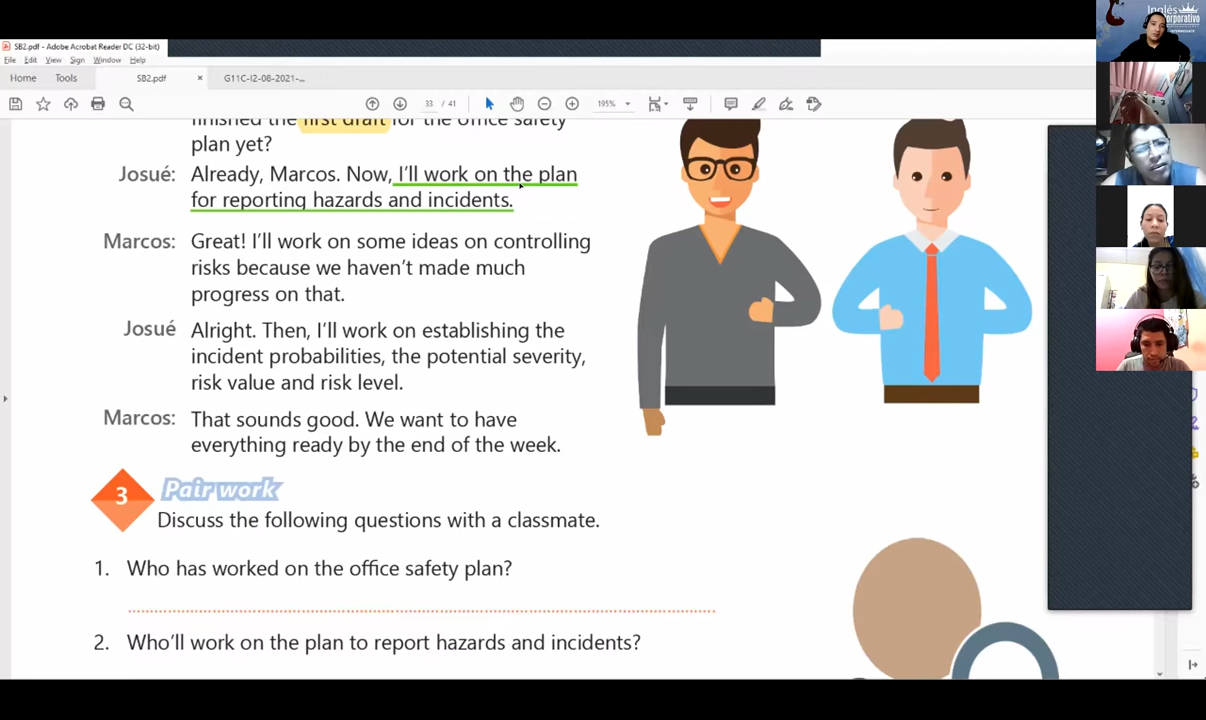 Inglés
Corporativo
SB2.pdf - Adobe Acrobat Reader DC (32-bit)
File Edit View Sign Window Help
Home Tools SB2.pdf × G11C-I2-08-2021-...
33 / 41 195%
finished the first draft for the office safety
plan yet?
Josué: Already, Marcos. Now, I'll work on the plan
for reporting hazards and incidents.
Marcos: Great! I'll work on some ideas on controlling
risks because we haven't made much
progress on that.
Josué Alright. Then, I'll work on establishing the
incident probabilities, the potential severity,
risk value and risk level.
Marcos: That sounds good. We want to have
everything ready by the end of the week.
3 Pair work
Discuss the following questions with a classmate.
1. Who has worked on the office safety plan?
2. Who'll work on the plan to report hazards and incidents?